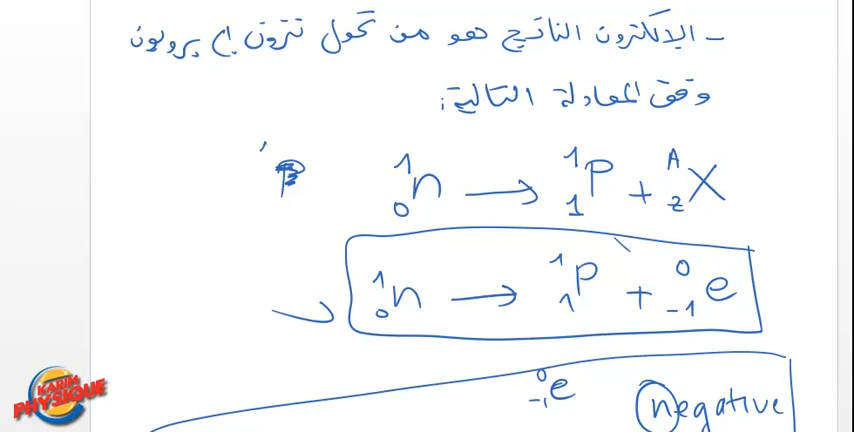 - الإلكترون الناتج هو من تحول نترون إلى بروتون
وفق المعادلة التالية:
¹₀n → ¹₁P + ᴬ_Z X
¹₀n → ¹₁P + ⁰₋₁e
⁰₋₁e
negative
KARIM
PHYSIQUE